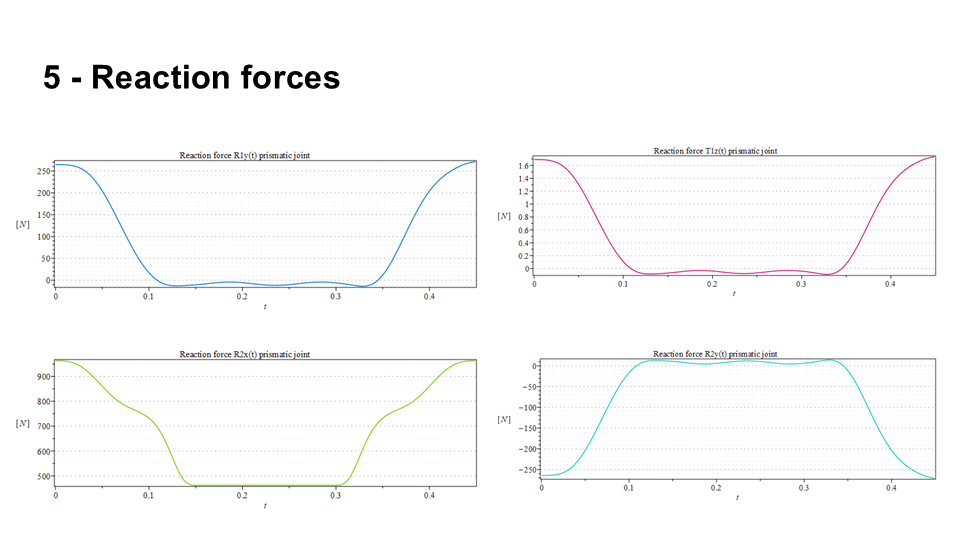 5 - Reaction forces
Reaction force R1y(t) prismatic joint
250
200
150
[N]
100
50
0
0 0.1 0.2 0.3 0.4
t
Reaction force T1z(t) prismatic joint
1.6
1.4
1.2
1
[N]
0.8
0.6
0.4
0.2
0
0 0.1 0.2 0.3 0.4
t
Reaction force R2x(t) prismatic joint
900
800
[N]
700
600
500
0 0.1 0.2 0.3 0.4
t
Reaction force R2y(t) prismatic joint
0
−50
−100
[N]
−150
−200
−250
0 0.1 0.2 0.3 0.4
t